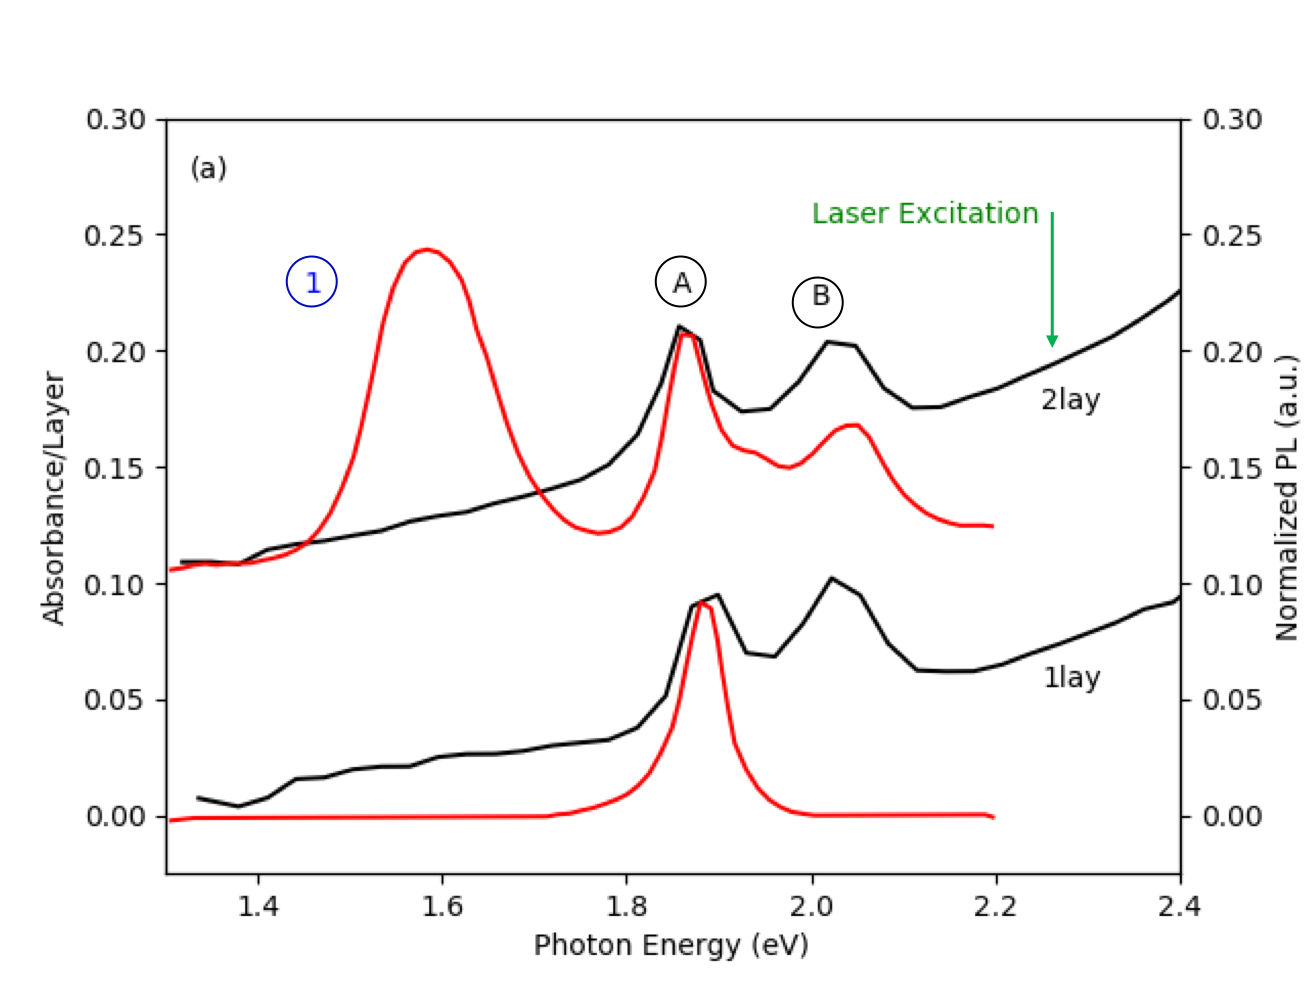 0.30
0.30
(a)
Laser Excitation
0.25
0.25
1
A
B
0.20
0.20
2lay
0.15
0.15
Absorbance/Layer
Normalized PL (a.u.)
0.10
0.10
1lay
0.05
0.05
0.00
0.00
1.4 1.6 1.8 2.0 2.2 2.4
Photon Energy (eV)